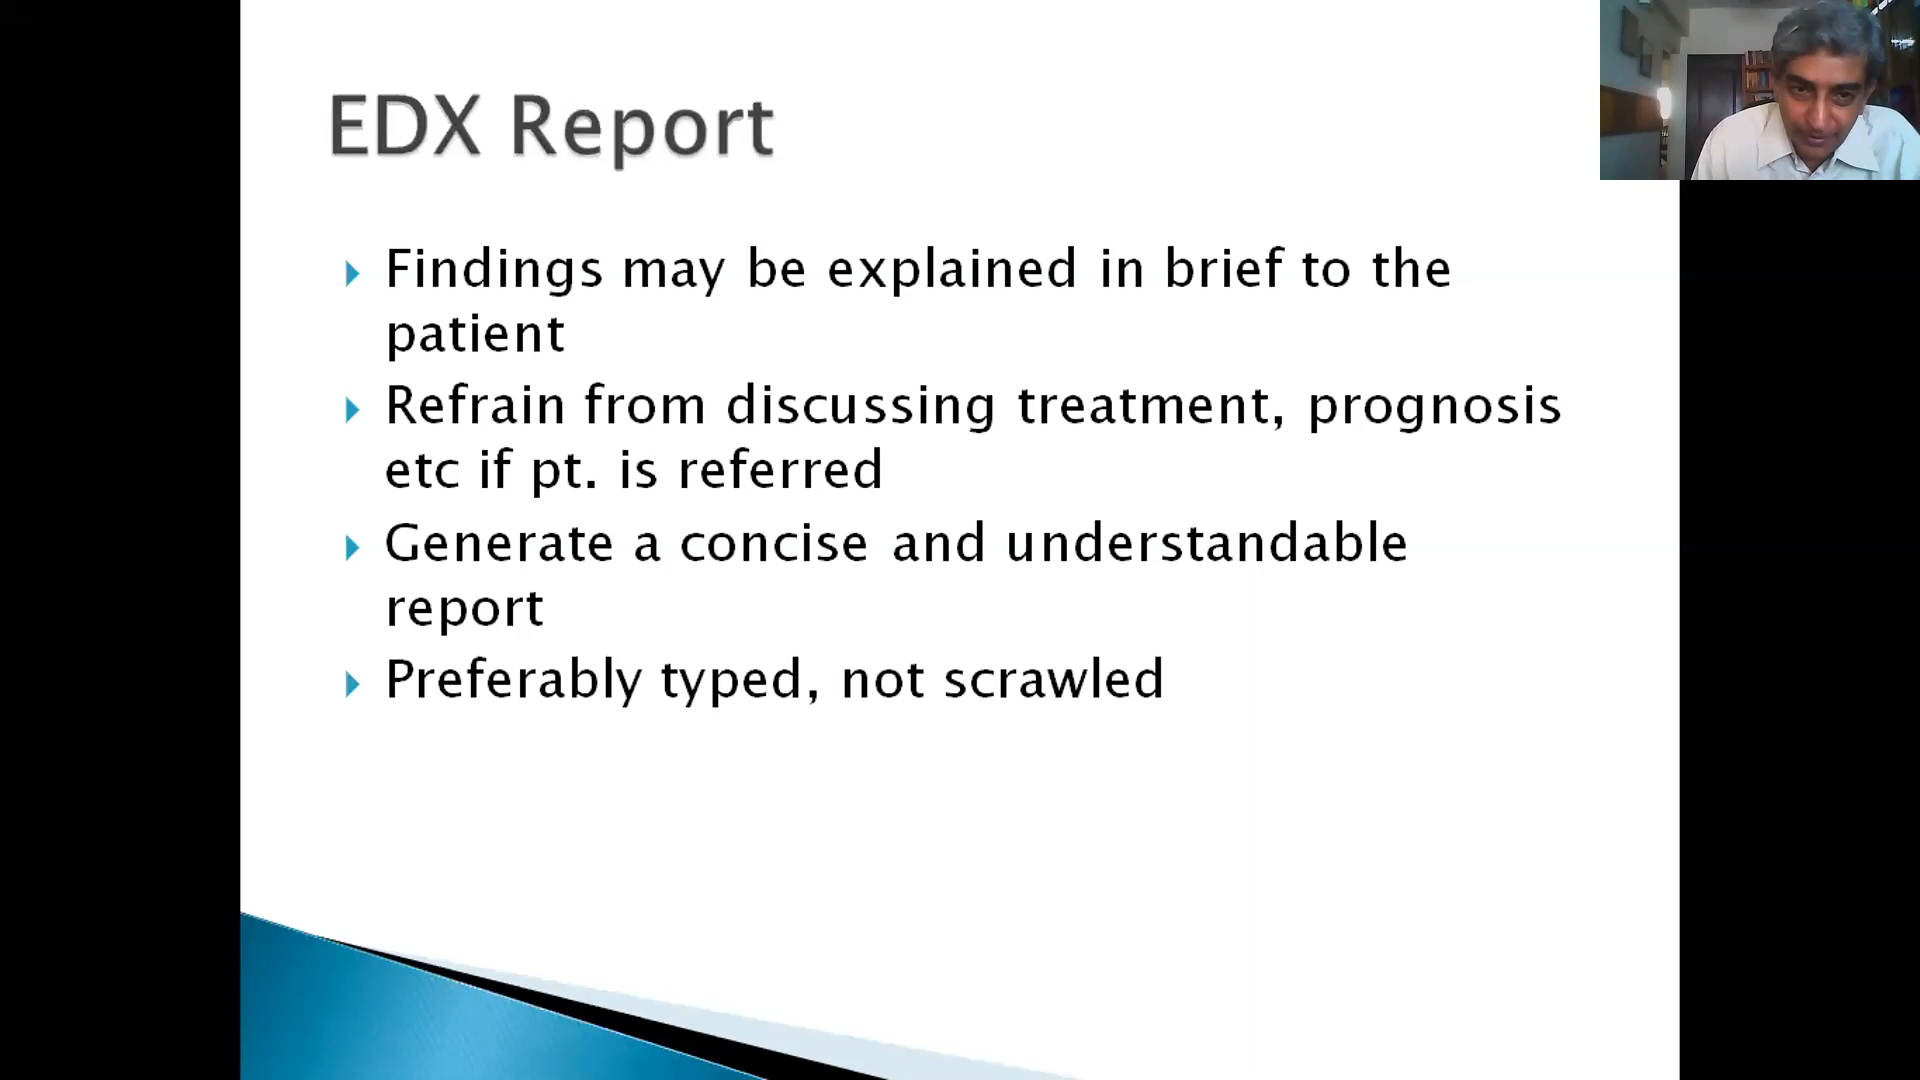 EDX Report
Findings may be explained in brief to the
patient
Refrain from discussing treatment, prognosis
etc if pt. is referred
Generate a concise and understandable
report
Preferably typed, not scrawled